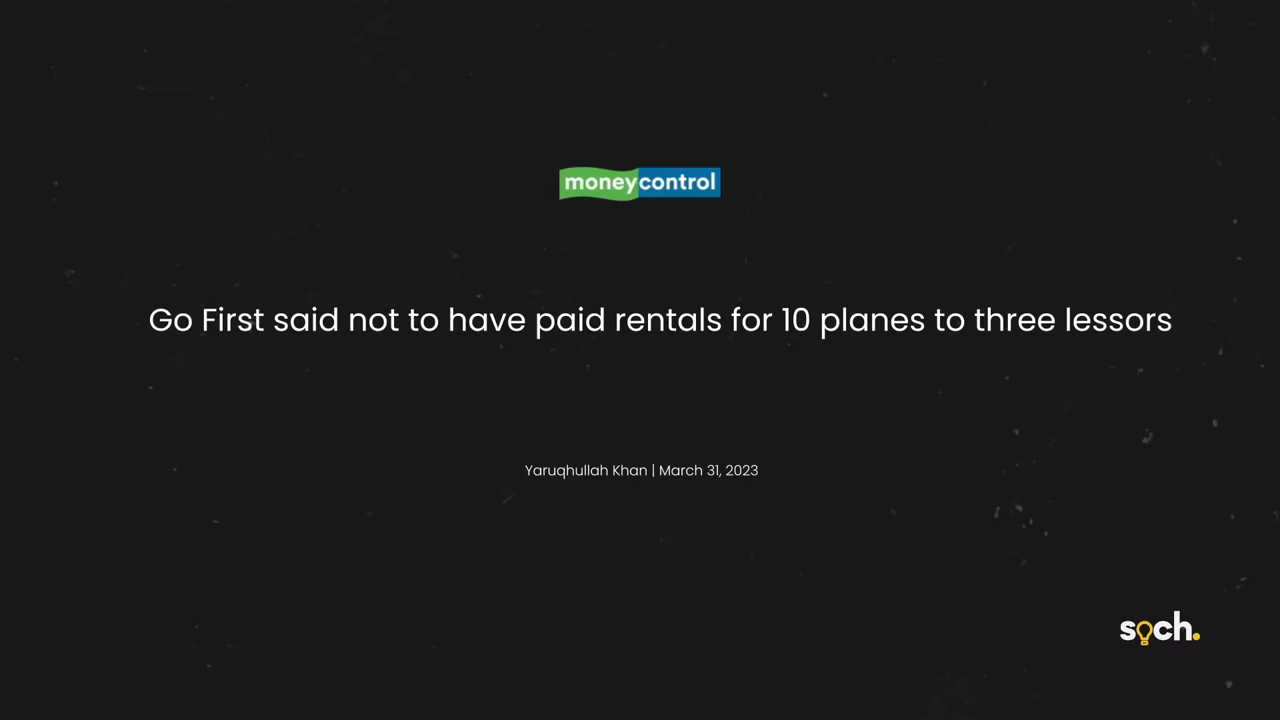 moneycontrol
Go First said not to have paid rentals for 10 planes to three lessors
Yaruqhullah Khan | March 31, 2023
soch.